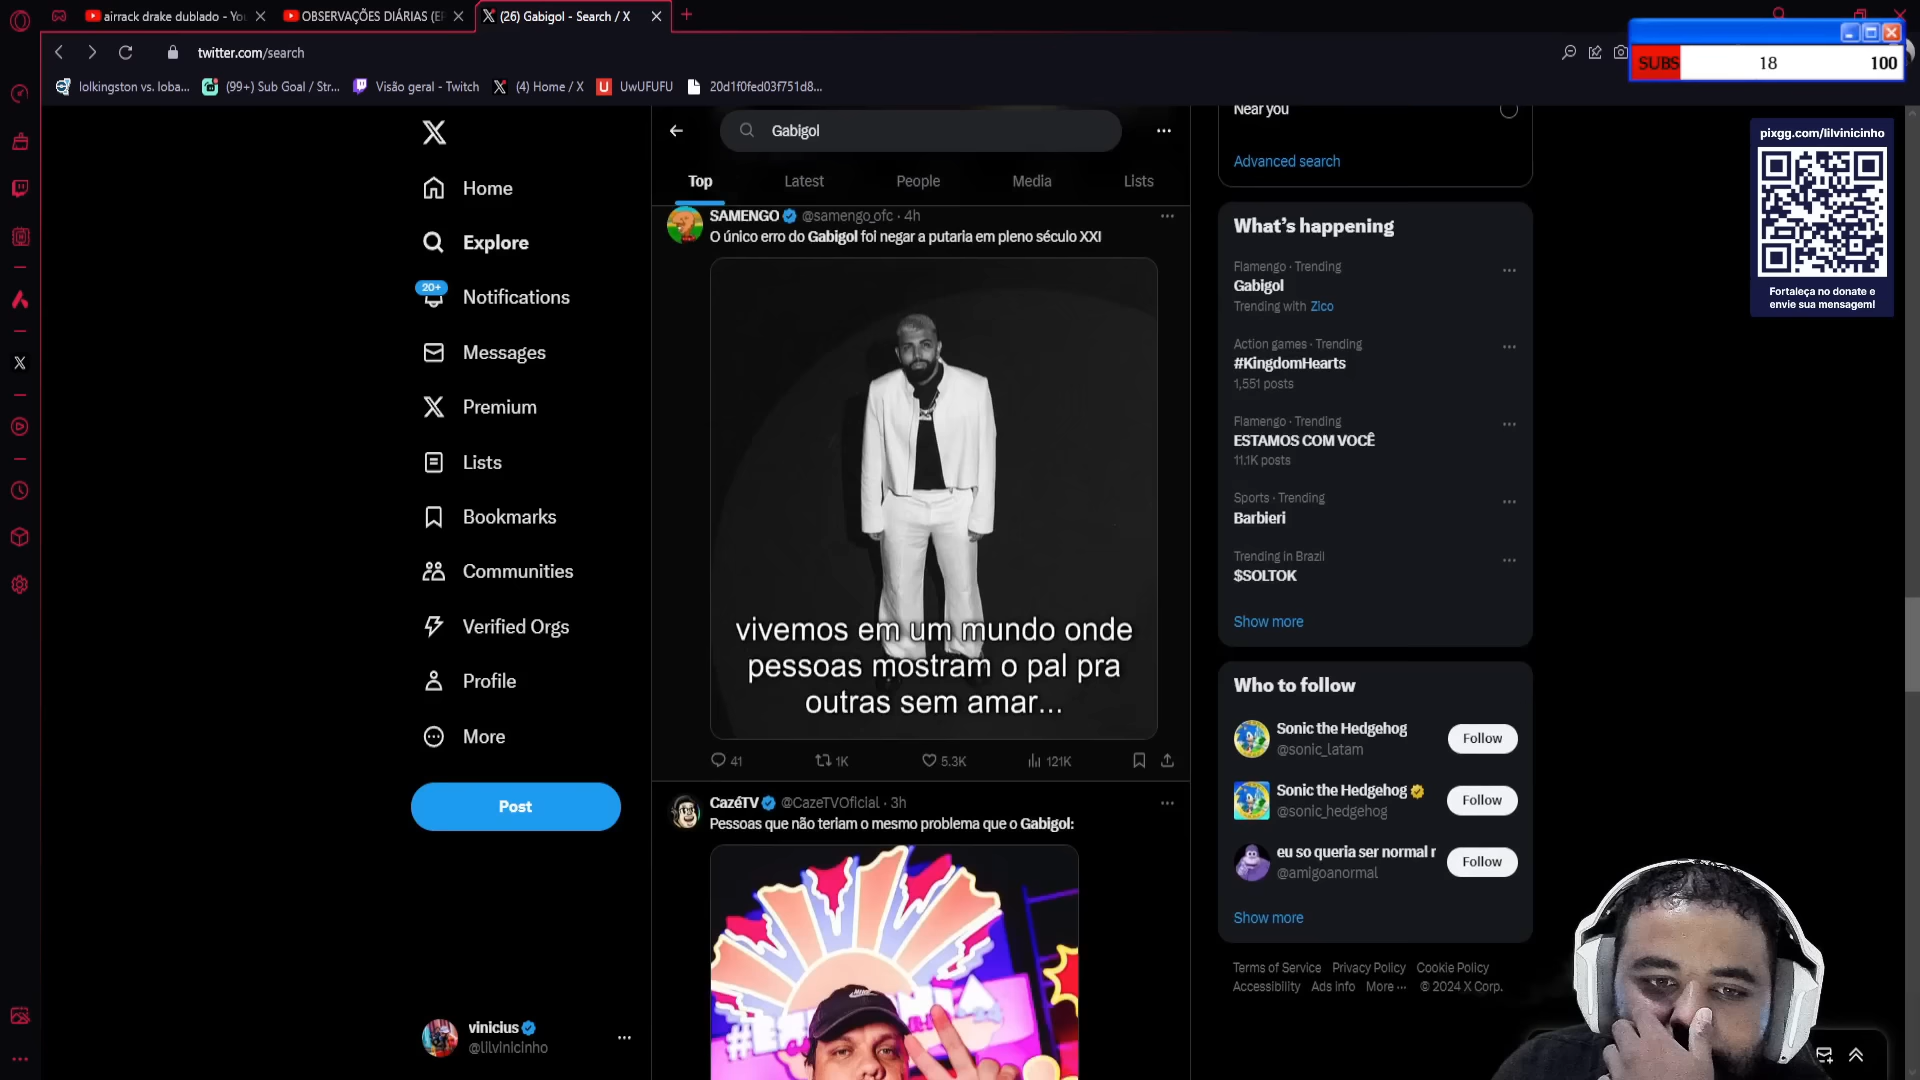 airrack drake dublado - You
OBSERVAÇÕES DIÁRIAS (EP
(26) Gabigol - Search / X
twitter.com/search
lolkingston vs. loba...
(99+) Sub Goal / Str...
Visão geral - Twitch
(4) Home / X
UwUFUFU
20d1f0fed03f751d8...
SUBS 18 100
pixgg.com/lilvinicinho
Fortaleça no donate e
envie sua mensagem!
Home
Explore
20+
Notifications
Messages
Premium
Lists
Bookmarks
Communities
Verified Orgs
Profile
More
Post
vinicius
@lilvinicinho
Gabigol
Top Latest People Media Lists
SAMENGO @samengo_ofc · 4h
O único erro do Gabigol foi negar a putaria em pleno século XXI
vivemos em um mundo onde
pessoas mostram o pal pra
outras sem amar...
41 1K 5.3K 121K
CazéTV @CazeTVOficial · 3h
Pessoas que não teriam o mesmo problema que o Gabigol:
Near you
Advanced search
What’s happening
Flamengo · Trending
Gabigol
Trending with Zico
Action games · Trending
#KingdomHearts
1,551 posts
Flamengo · Trending
ESTAMOS COM VOCÊ
11.1K posts
Sports · Trending
Barbieri
Trending in Brazil
$SOLTOK
Show more
Who to follow
Sonic the Hedgehog
@sonic_latam
Follow
Sonic the Hedgehog
@sonic_hedgehog
Follow
eu so queria ser normal r
@amigoanormal
Follow
Show more
Terms of Service Privacy Policy Cookie Policy
Accessibility Ads info More ··· © 2024 X Corp.